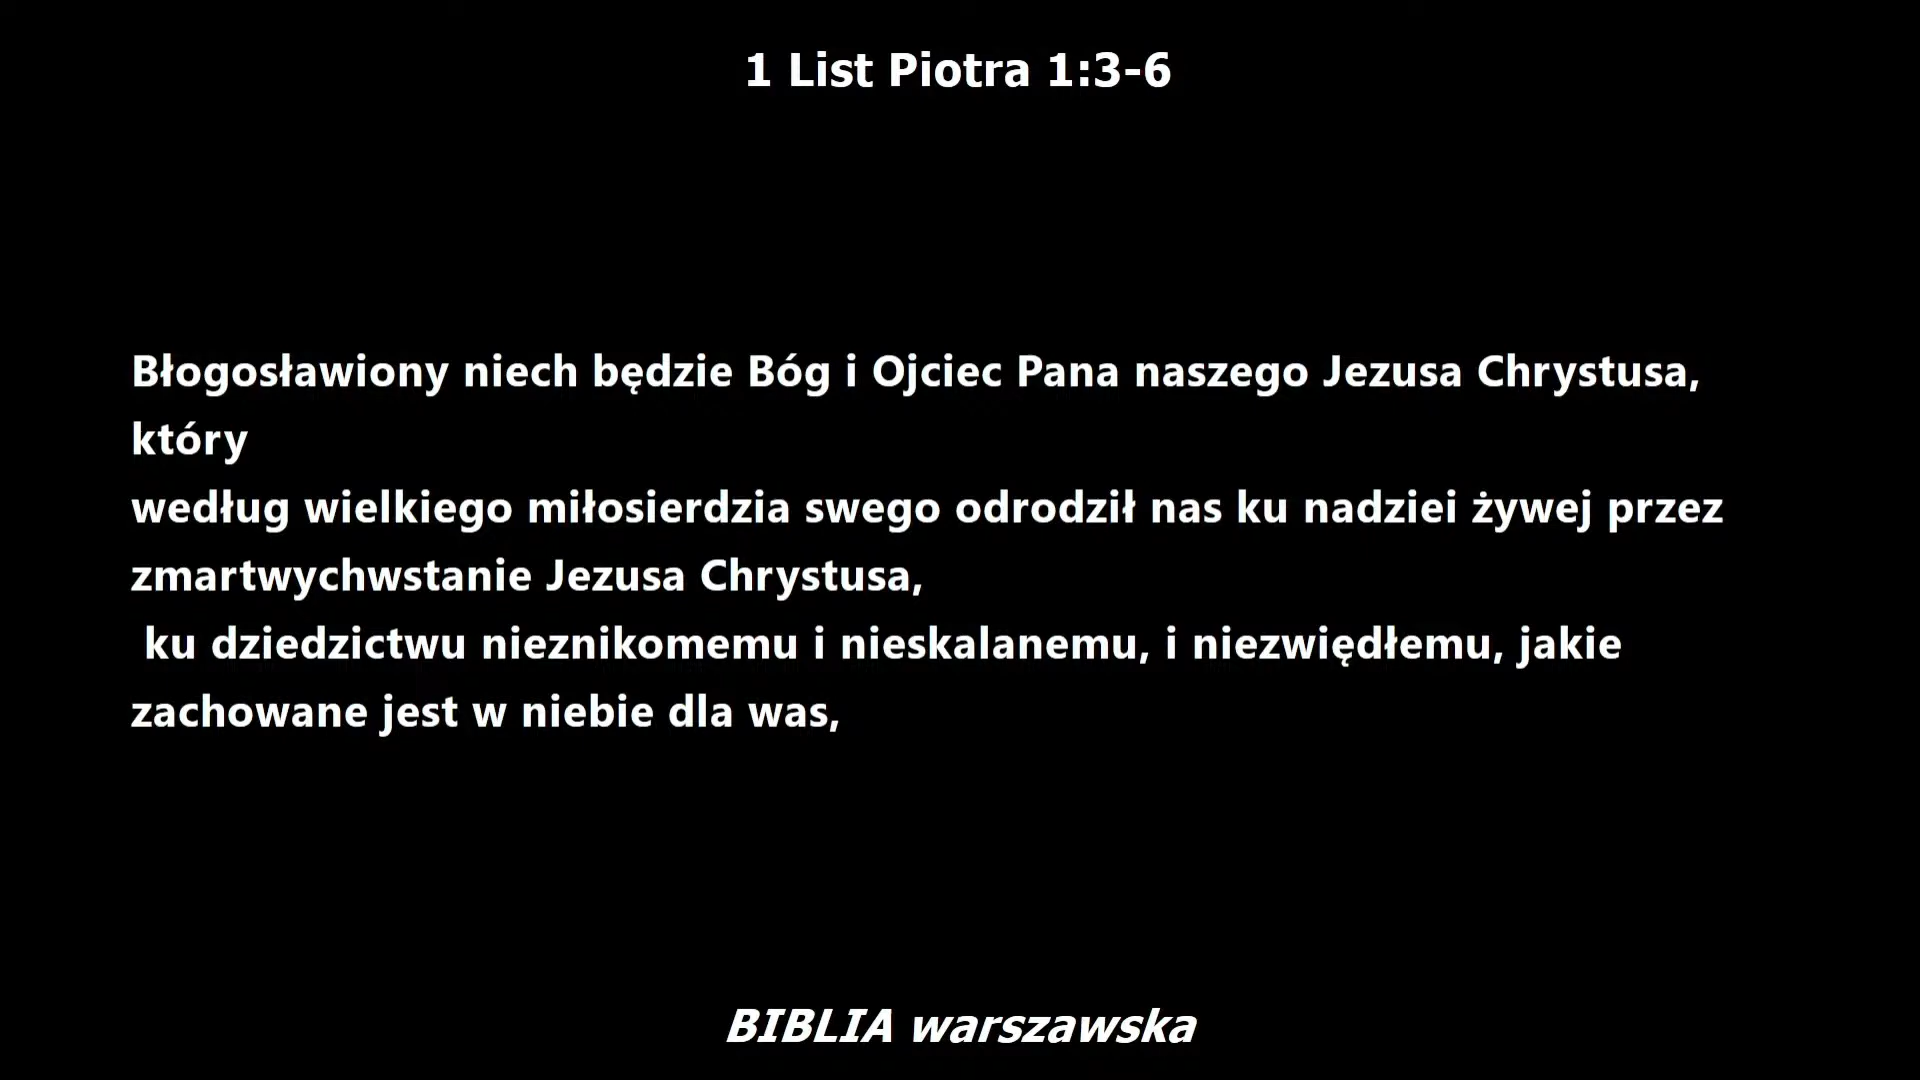 1 List Piotra 1:3-6
Błogosławiony niech będzie Bóg i Ojciec Pana naszego Jezusa Chrystusa,
który
według wielkiego miłosierdzia swego odrodził nas ku nadziei żywej przez
zmartwychwstanie Jezusa Chrystusa,
ku dziedzictwu nieznikomemu i nieskalanemu, i niezwiędłemu, jakie
zachowane jest w niebie dla was,
BIBLIA warszawska